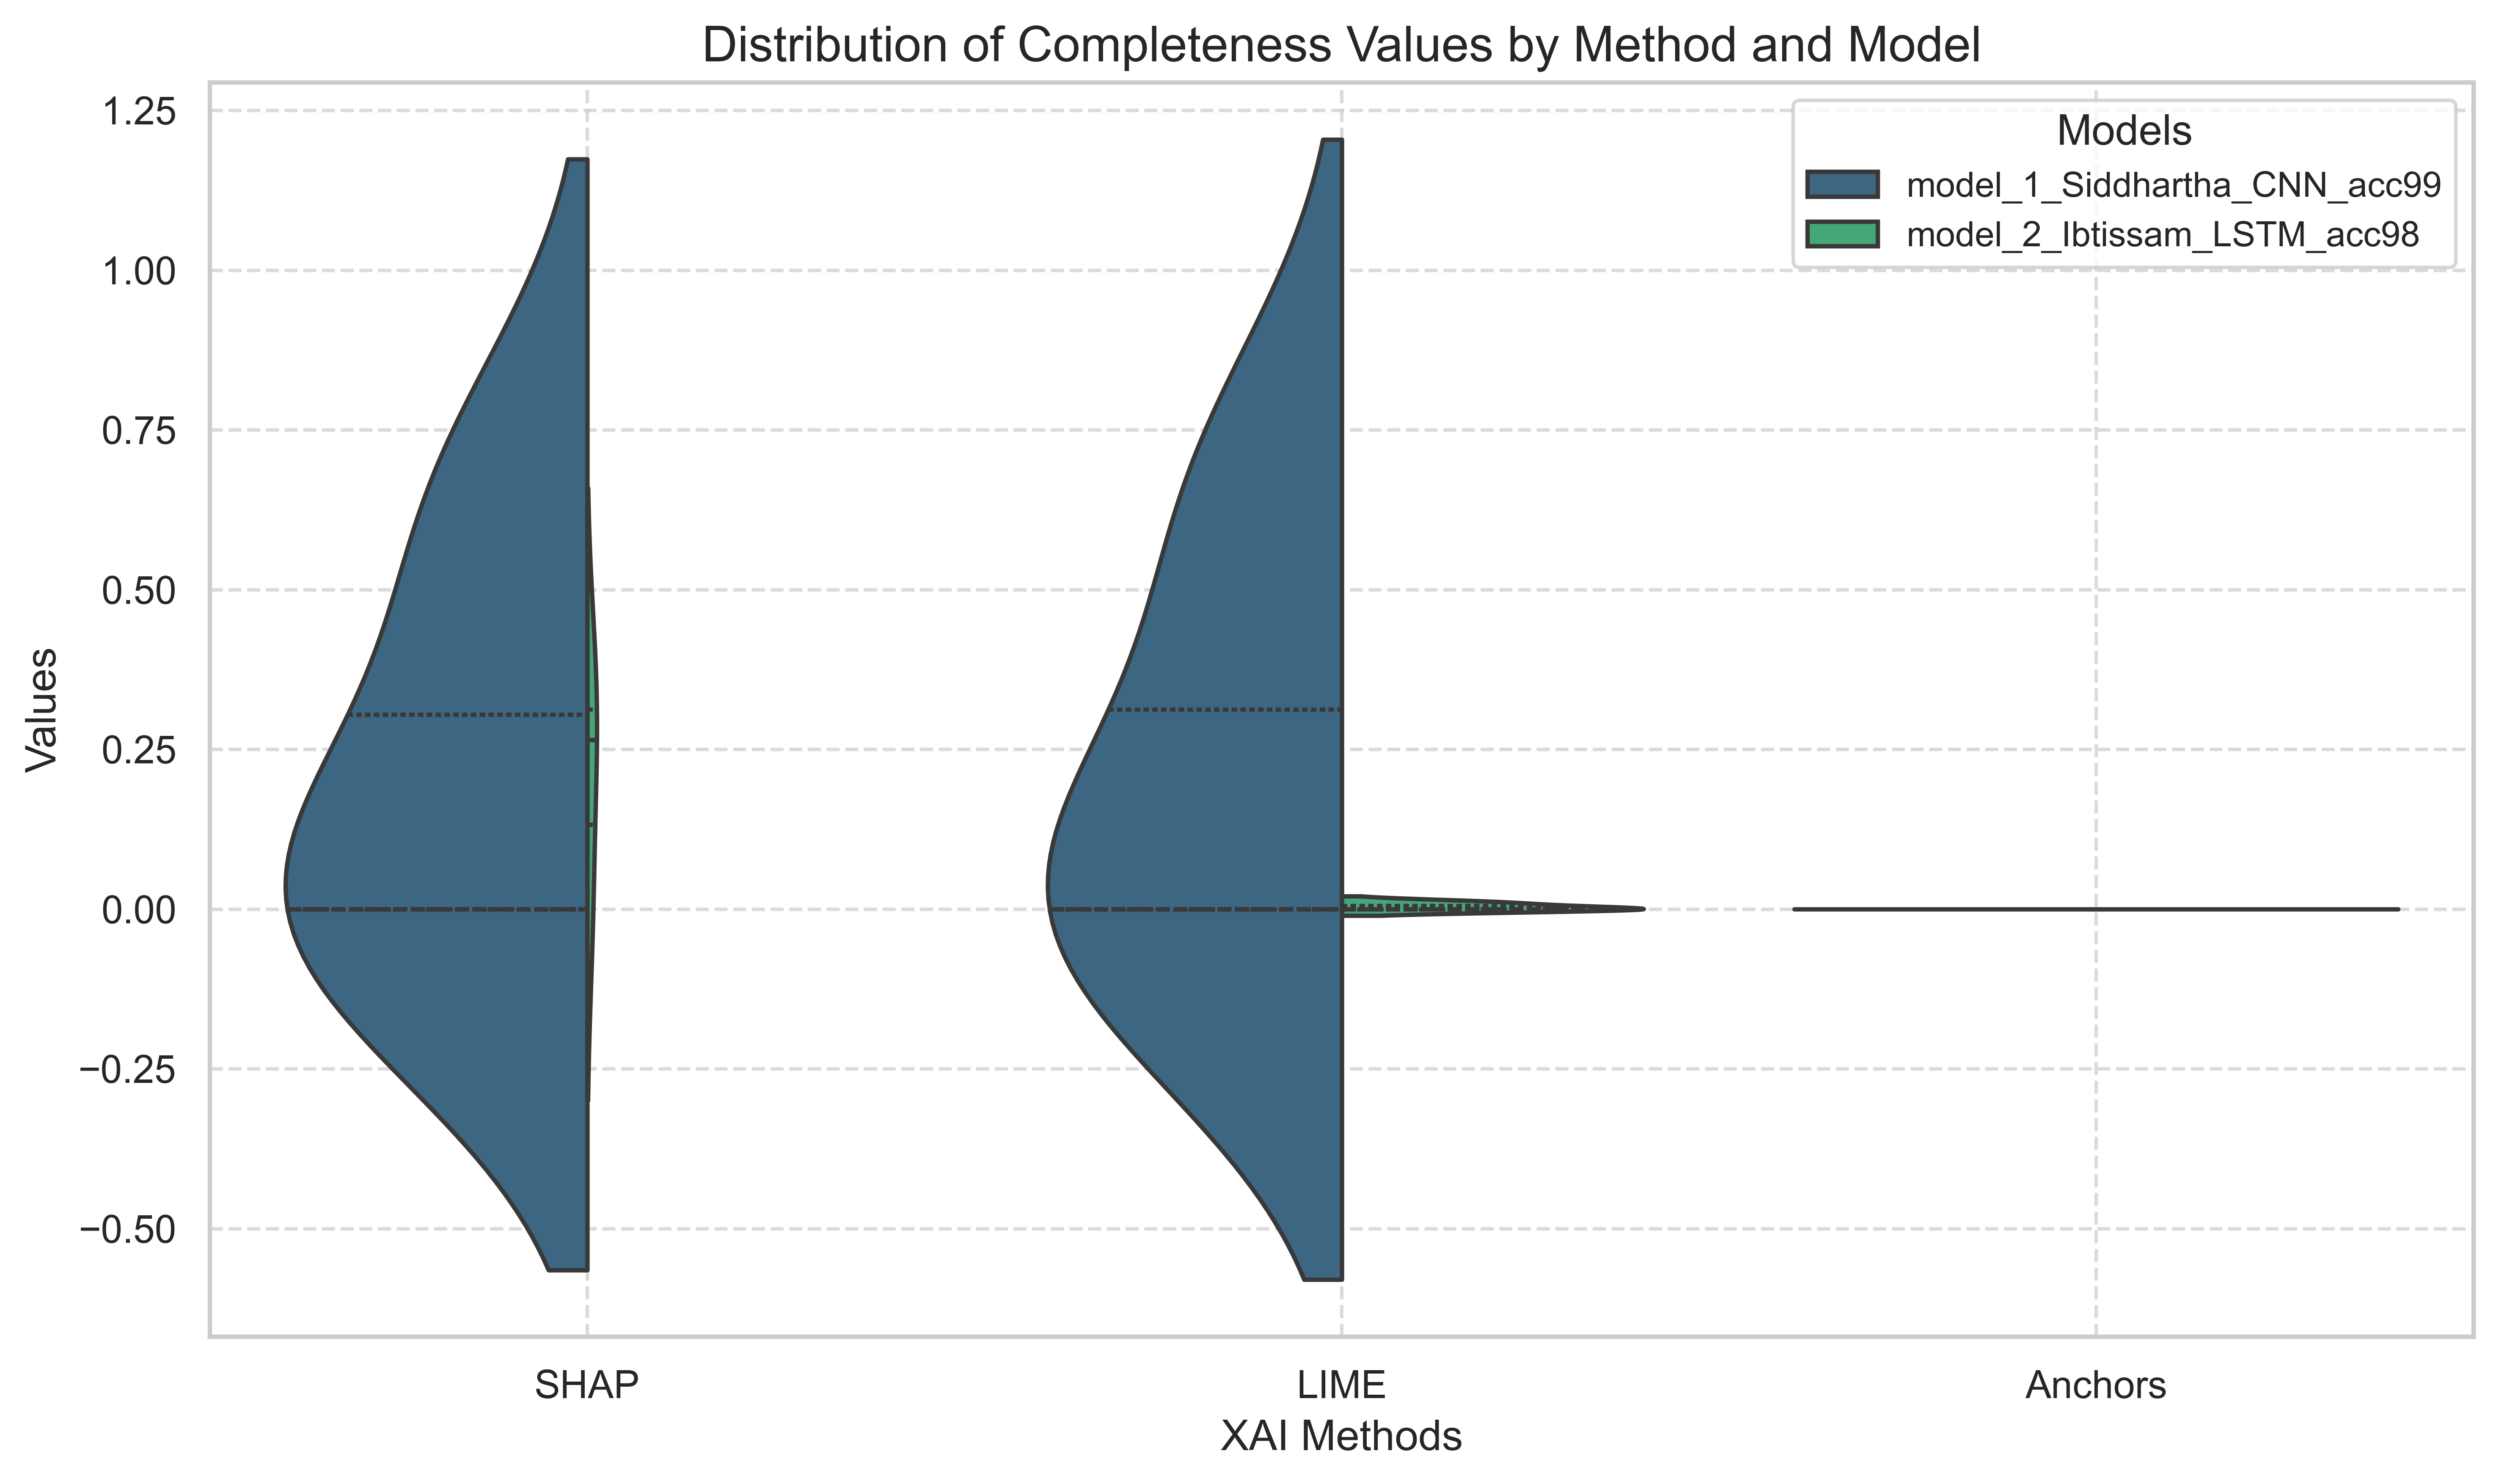 Distribution of Completeness Values by Method and Model
Models
model_1_Siddhartha_CNN_acc99
model_2_Ibtissam_LSTM_acc98
Values
1.25
1.00
0.75
0.50
0.25
0.00
−0.25
−0.50
SHAP
LIME
Anchors
XAI Methods